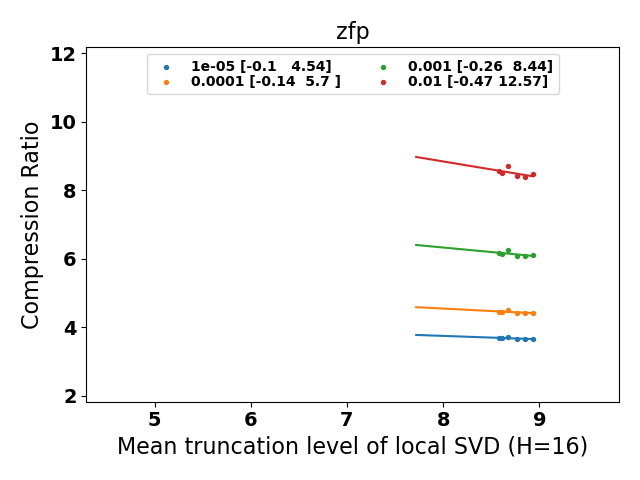 zfp
1e-05 [-0.1   4.54]
0.0001 [-0.14  5.7 ]
0.001 [-0.26  8.44]
0.01 [-0.47 12.57]
Compression Ratio
12
10
8
6
4
2
5 6 7 8 9
Mean truncation level of local SVD (H=16)